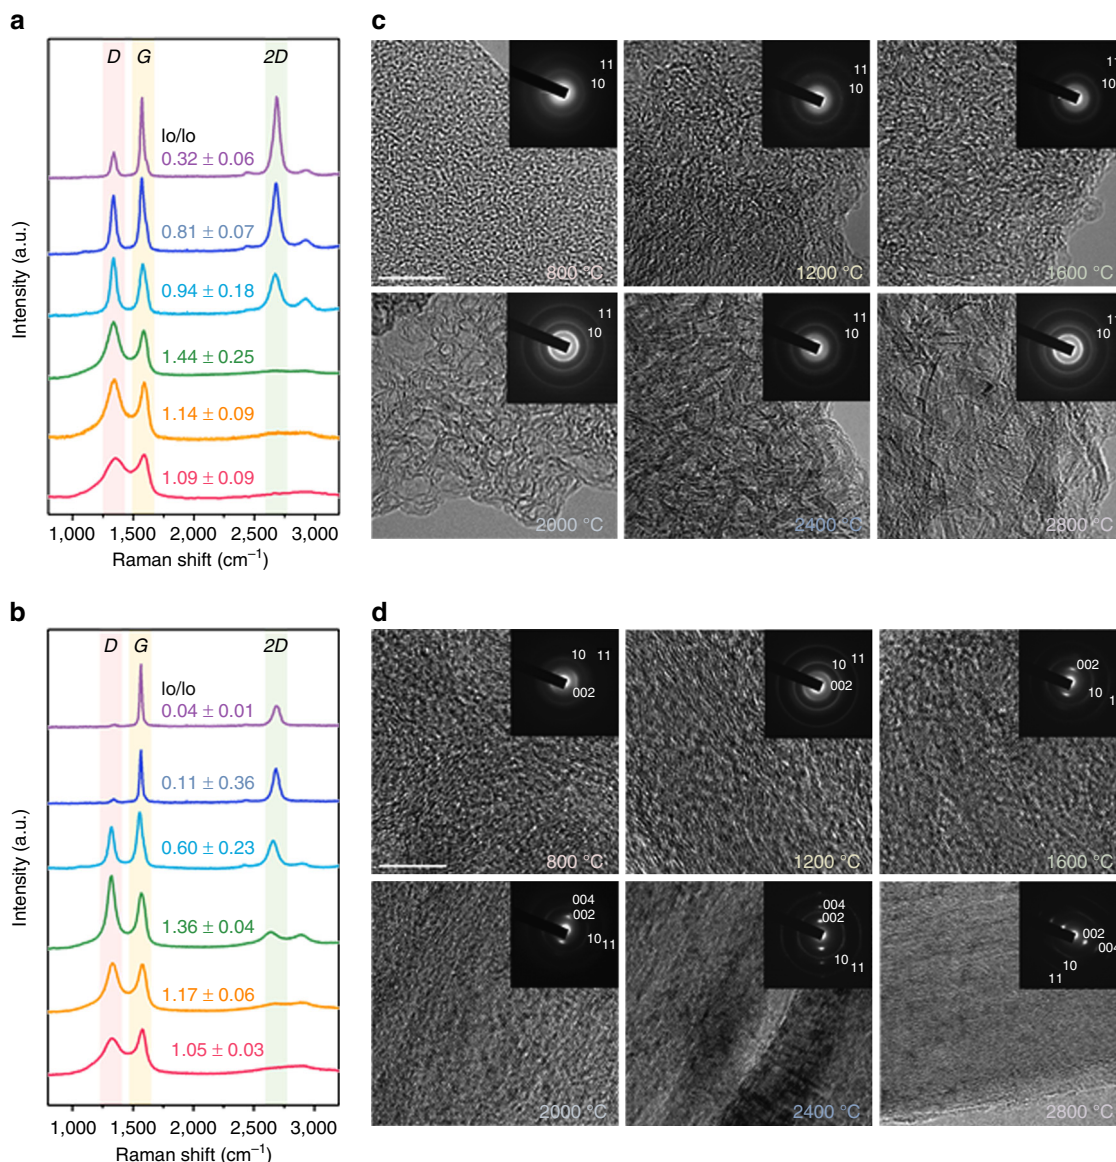 a
D G 2D
Io/Io
0.32 ± 0.06
0.81 ± 0.07
0.94 ± 0.18
1.44 ± 0.25
1.14 ± 0.09
1.09 ± 0.09
Intensity (a.u.)
1,000 1,500 2,000 2,500 3,000
Raman shift (cm⁻¹)
c
11
10
800 °C
11
10
1200 °C
11
10
1600 °C
11
10
2000 °C
11
10
2400 °C
11
10
2800 °C
b
D G 2D
Io/Io
0.04 ± 0.01
0.11 ± 0.36
0.60 ± 0.23
1.36 ± 0.04
1.17 ± 0.06
1.05 ± 0.03
Intensity (a.u.)
1,000 1,500 2,000 2,500 3,000
Raman shift (cm⁻¹)
d
10 11
002
800 °C
10 11
002
1200 °C
002
10
1600 °C
004
002
10 11
2000 °C
004
002
10 11
2400 °C
002
004
10
11
2800 °C